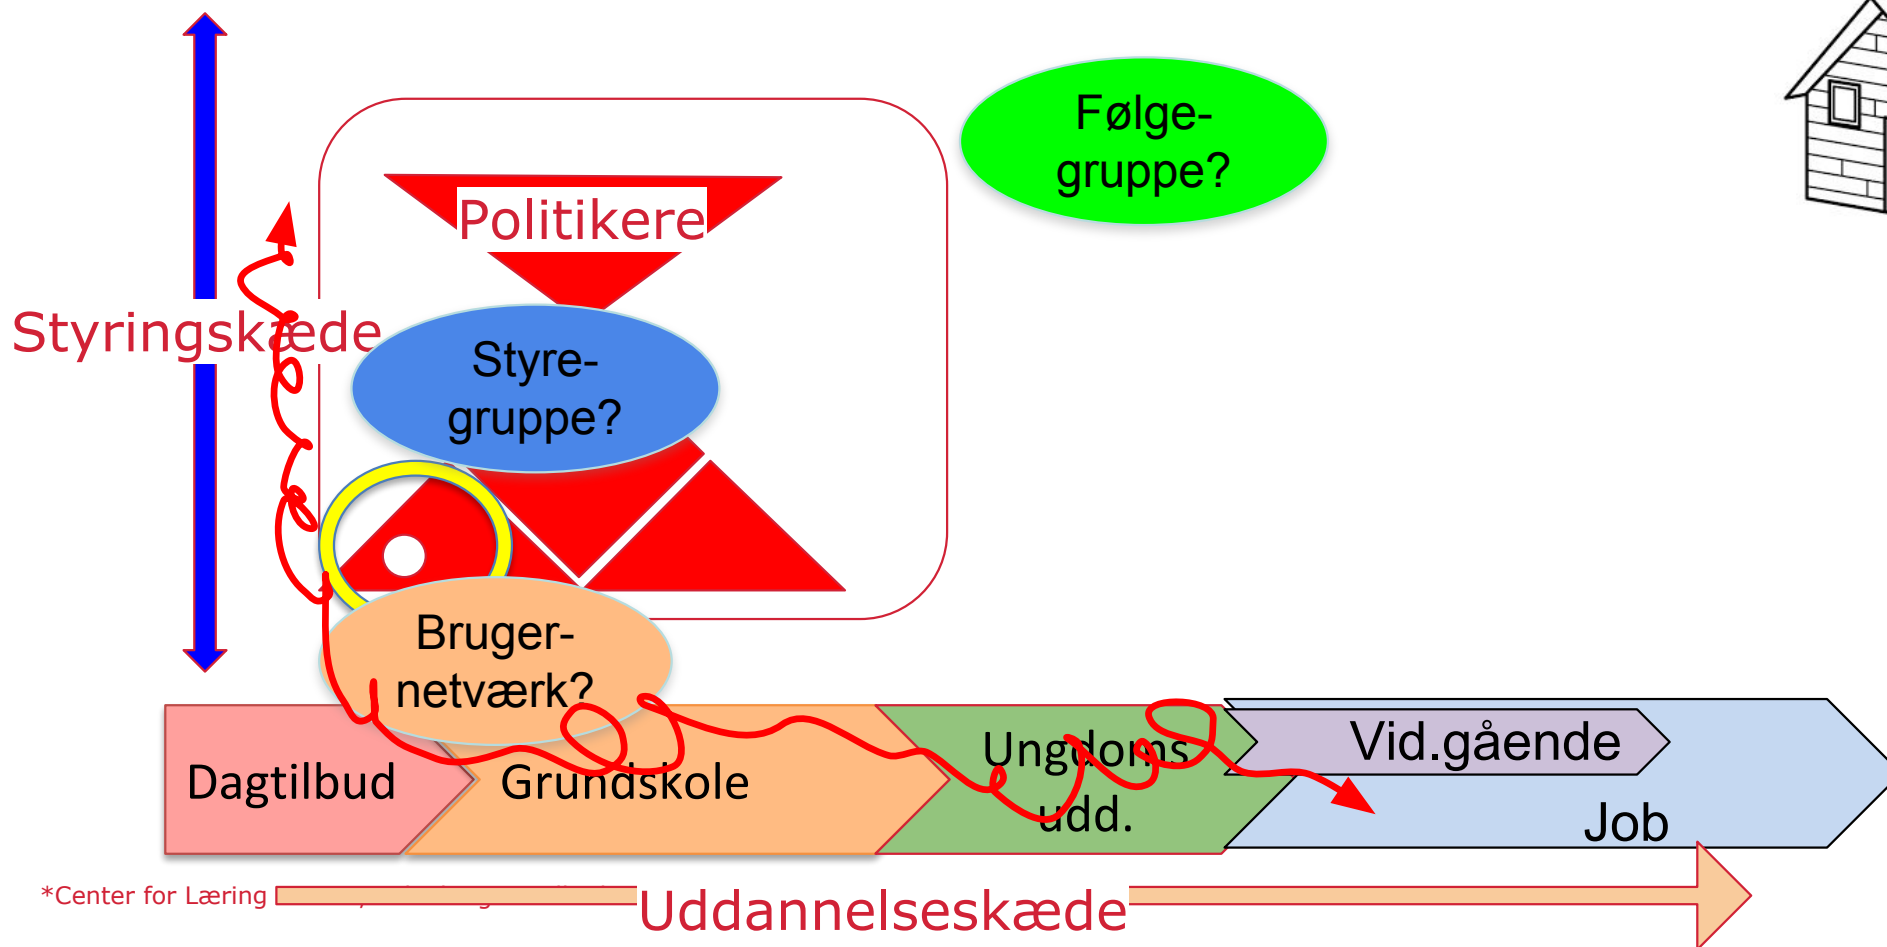 Følge-
gruppe?
Politikere
Styringskæde
Styre-
gruppe?
Bruger-
netværk?
Dagtilbud
Grundskole
Ungdoms
udd.
Vid.gående
Job
*Center for Læring
Uddannelseskæde